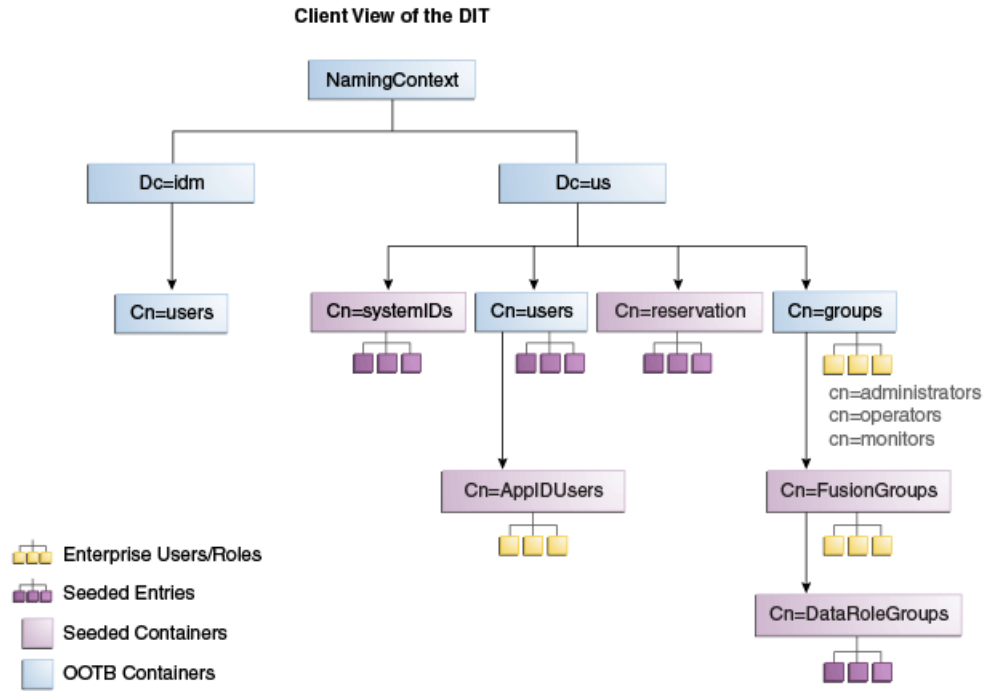 Client View of the DIT
NamingContext
Dc=idm
Dc=us
Cn=users
Cn=systemIDs
Cn=users
Cn=reservation
Cn=groups
cn=administrators
cn=operators
cn=monitors
Cn=AppIDUsers
Cn=FusionGroups
Cn=DataRoleGroups
Enterprise Users/Roles
Seeded Entries
Seeded Containers
OOTB Containers